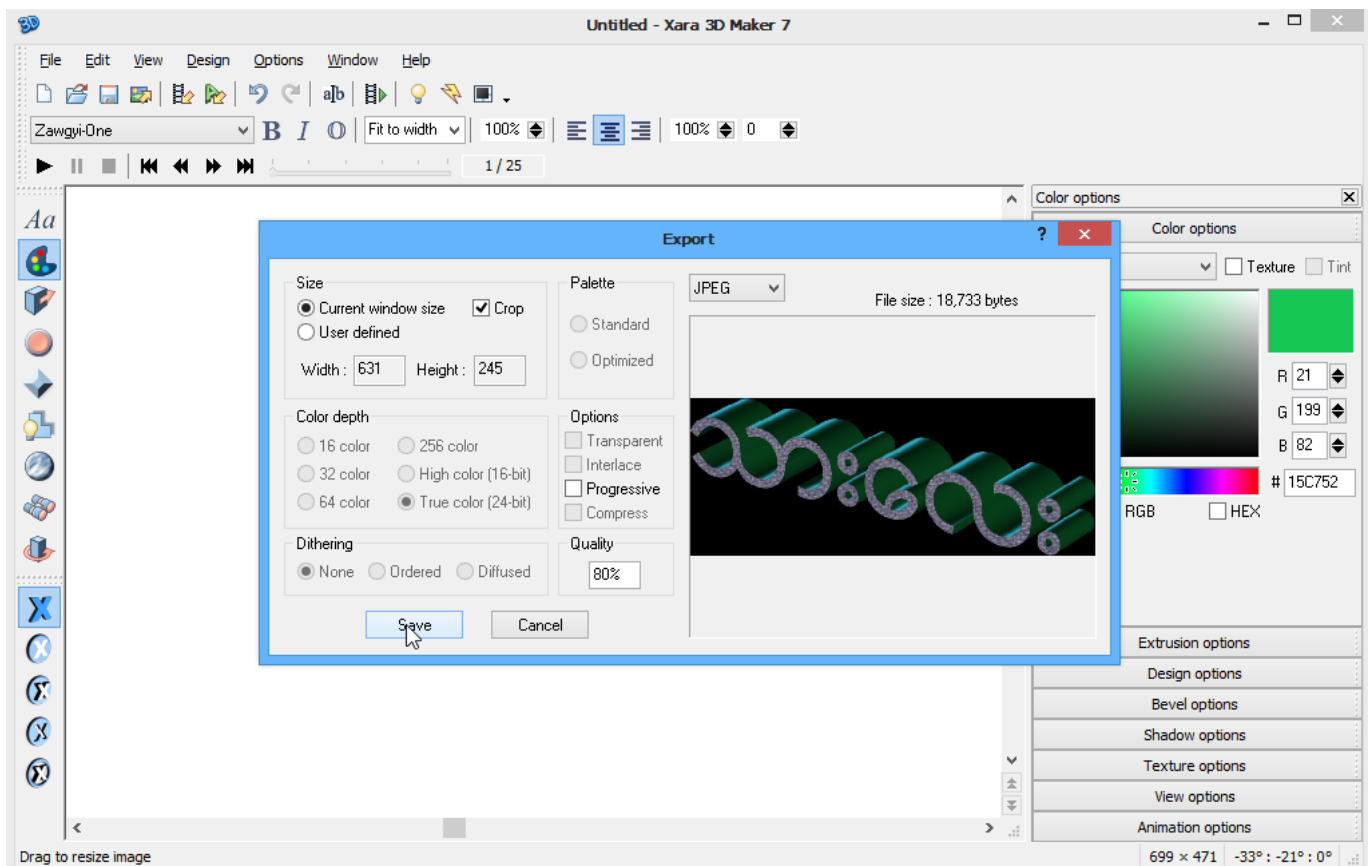 Untitled - Xara 3D Maker 7
File Edit View Design Options Window Help
Zawgyi-One B I O Fit to width 100% 100% 0
1 / 25
Aa
Color options
Color options
Texture Tint
R 21
G 199
B 82
# 15C752
RGB HEX
Export ?
Size
Current window size Crop
User defined
Width : 631 Height : 245
Color depth
16 color 256 color
32 color High color (16-bit)
64 color True color (24-bit)
Dithering
None Ordered Diffused
Palette
Standard
Optimized
Options
Transparent
Interlace
Progressive
Compress
Quality
80%
JPEG File size : 18,733 bytes
သားလေး
Save Cancel
Extrusion options
Design options
Bevel options
Shadow options
Texture options
View options
Animation options
Drag to resize image 699 × 471 -33° : -21° : 0°